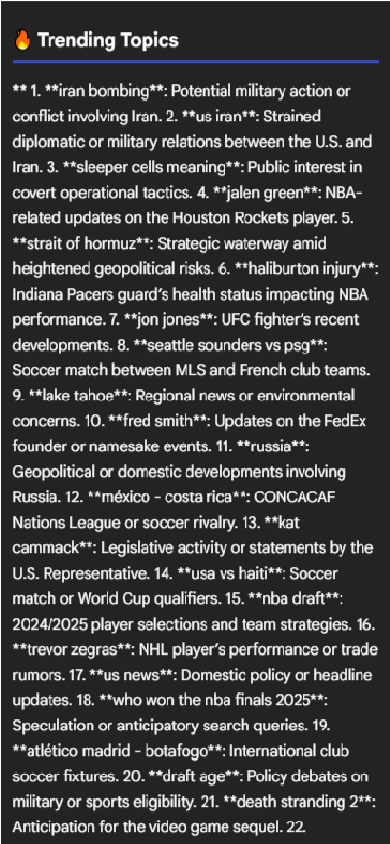 🔥 Trending Topics
** 1. **iran bombing**: Potential military action or
conflict involving Iran. 2. **us iran**: Strained
diplomatic or military relations between the U.S. and
Iran. 3. **sleeper cells meaning**: Public interest in
covert operational tactics. 4. **jalen green**: NBA-
related updates on the Houston Rockets player. 5.
**strait of hormuz**: Strategic waterway amid
heightened geopolitical risks. 6. **haliburton injury**:
Indiana Pacers guard's health status impacting NBA
performance. 7. **jon jones**: UFC fighter's recent
developments. 8. **seattle sounders vs psg**:
Soccer match between MLS and French club teams.
9. **lake tahoe**: Regional news or environmental
concerns. 10. **fred smith**: Updates on the FedEx
founder or namesake events. 11. **russia**:
Geopolitical or domestic developments involving
Russia. 12. **méxico - costa rica**: CONCACAF
Nations League or soccer rivalry. 13. **kat
cammack**: Legislative activity or statements by the
U.S. Representative. 14. **usa vs haiti**: Soccer
match or World Cup qualifiers. 15. **nba draft**:
2024/2025 player selections and team strategies. 16.
**trevor zegras**: NHL player's performance or trade
rumors. 17. **us news**: Domestic policy or headline
updates. 18. **who won the nba finals 2025**:
Speculation or anticipatory search queries. 19.
**atlético madrid - botafogo**: International club
soccer fixtures. 20. **draft age**: Policy debates on
military or sports eligibility. 21. **death stranding 2**:
Anticipation for the video game sequel. 22.